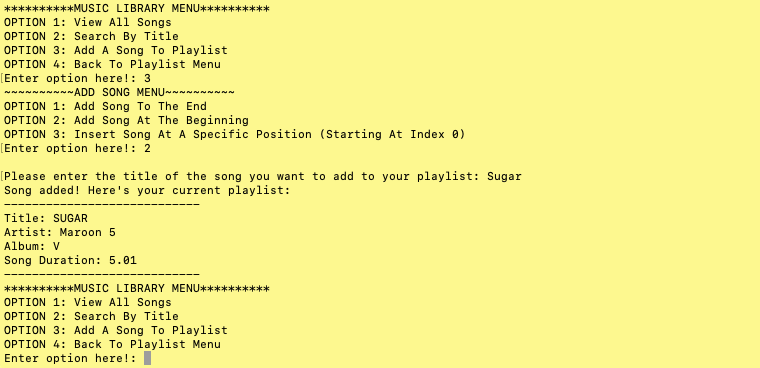 **********MUSIC LIBRARY MENU**********
OPTION 1: View All Songs
OPTION 2: Search By Title
OPTION 3: Add A Song To Playlist
OPTION 4: Back To Playlist Menu
[Enter option here!: 3
~~~~~~~~~~ADD SONG MENU~~~~~~~~~~
OPTION 1: Add Song To The End
OPTION 2: Add Song At The Beginning
OPTION 3: Insert Song At A Specific Position (Starting At Index 0)
[Enter option here!: 2
[Please enter the title of the song you want to add to your playlist: Sugar
Song added! Here's your current playlist:
----------------------------
Title: SUGAR
Artist: Maroon 5
Album: V
Song Duration: 5.01
----------------------------
**********MUSIC LIBRARY MENU**********
OPTION 1: View All Songs
OPTION 2: Search By Title
OPTION 3: Add A Song To Playlist
OPTION 4: Back To Playlist Menu
Enter option here!: